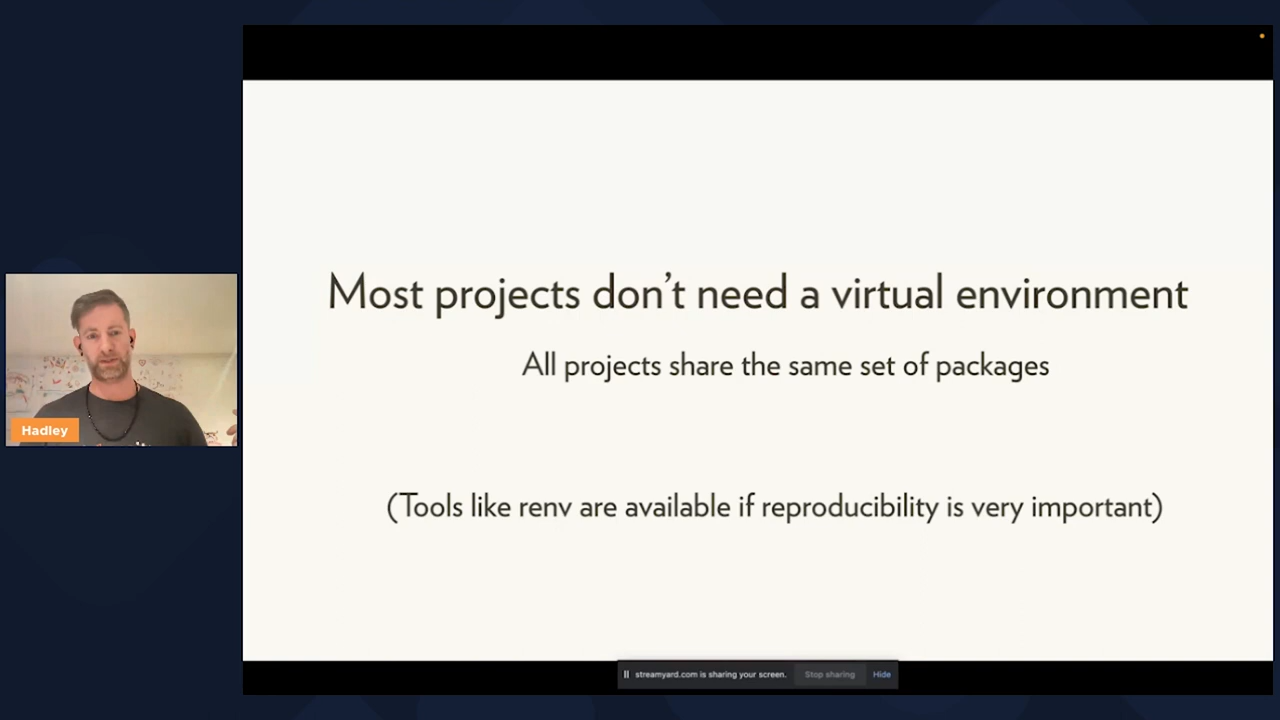 Most projects don't need a virtual environment
All projects share the same set of packages
(Tools like renv are available if reproducibility is very important)
Hadley
streamyard.com is sharing your screen. Stop sharing Hide